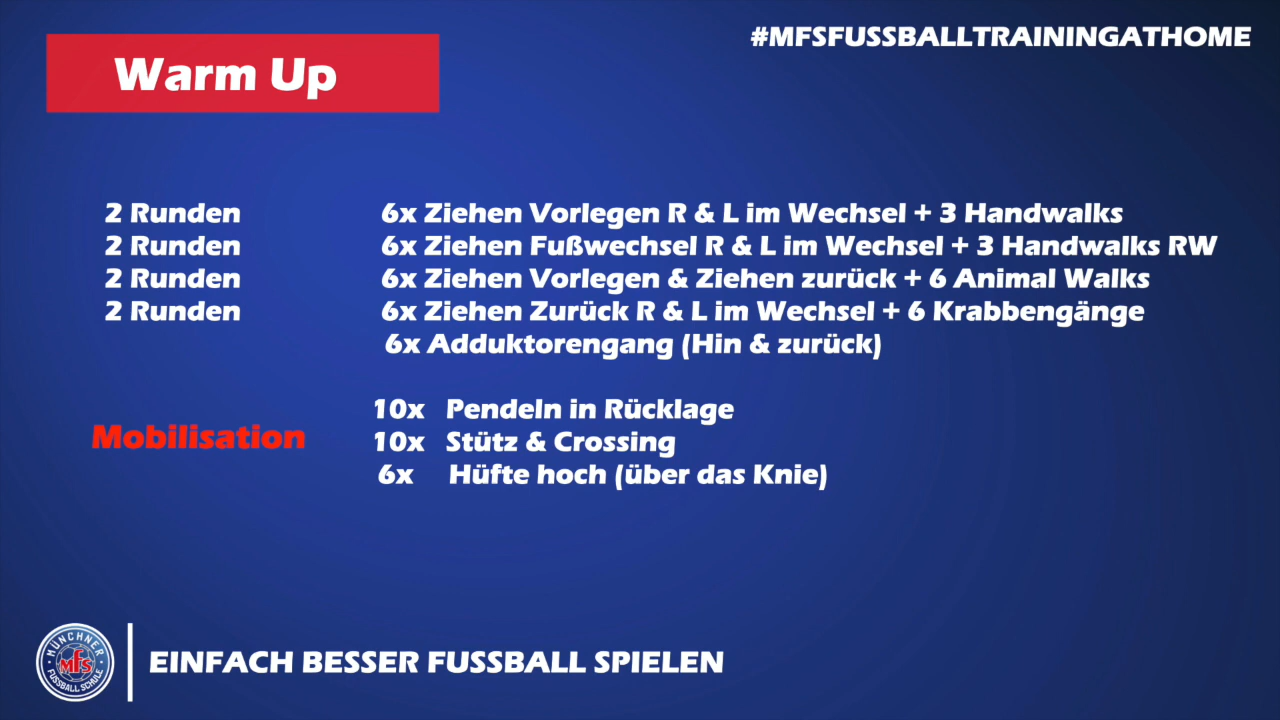 #MFSFUSSBALLTRAININGATHOME
Warm Up
2 Runden 6x Ziehen Vorlegen R & L im Wechsel + 3 Handwalks
2 Runden 6x Ziehen Fußwechsel R & L im Wechsel + 3 Handwalks RW
2 Runden 6x Ziehen Vorlegen & Ziehen zurück + 6 Animal Walks
2 Runden 6x Ziehen Zurück R & L im Wechsel + 6 Krabbengänge
6x Adduktorengang (Hin & zurück)
Mobilisation
10x Pendeln in Rücklage
10x Stütz & Crossing
6x Hüfte hoch (über das Knie)
MÜNCHNER
MFS
FUSSBALL SCHULE
EINFACH BESSER FUSSBALL SPIELEN